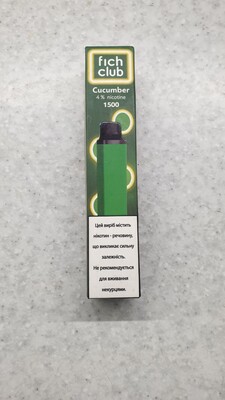 fich
club
Cucumber
4% nicotine
1500
Цей виріб містить
нікотин - речовину,
що викликає сильну
залежність.
Не рекомендується
для вживання
некурцями.